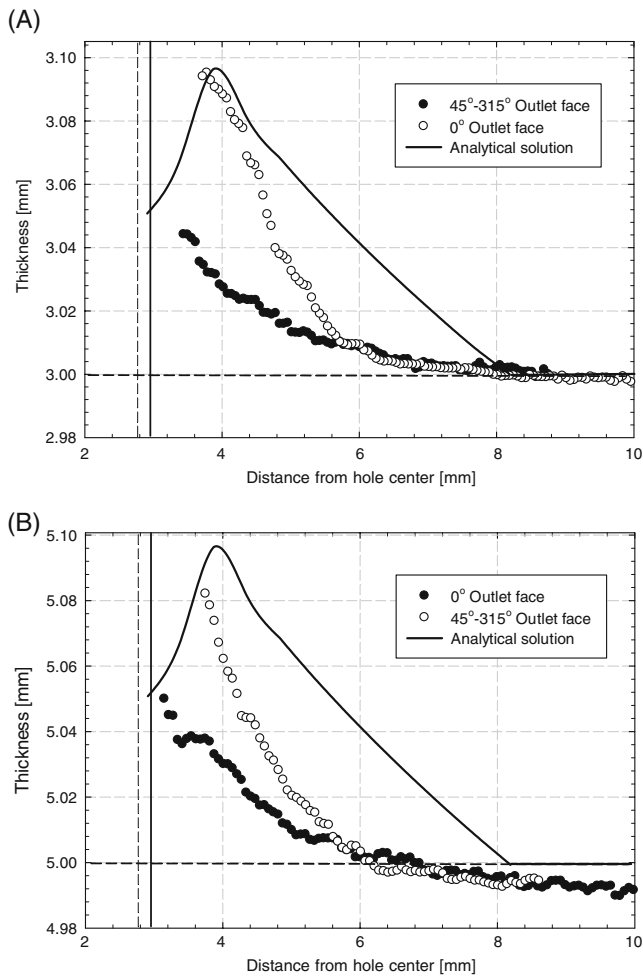 (A)
3.10
3.08
3.06
3.04
3.02
3.00
2.98
Thickness [mm]
45°-315° Outlet face
0° Outlet face
Analytical solution
2 4 6 8 10
Distance from hole center [mm]
(B)
5.10
5.08
5.06
5.04
5.02
5.00
4.98
Thickness [mm]
0° Outlet face
45°-315° Outlet face
Analytical solution
2 4 6 8 10
Distance from hole center [mm]